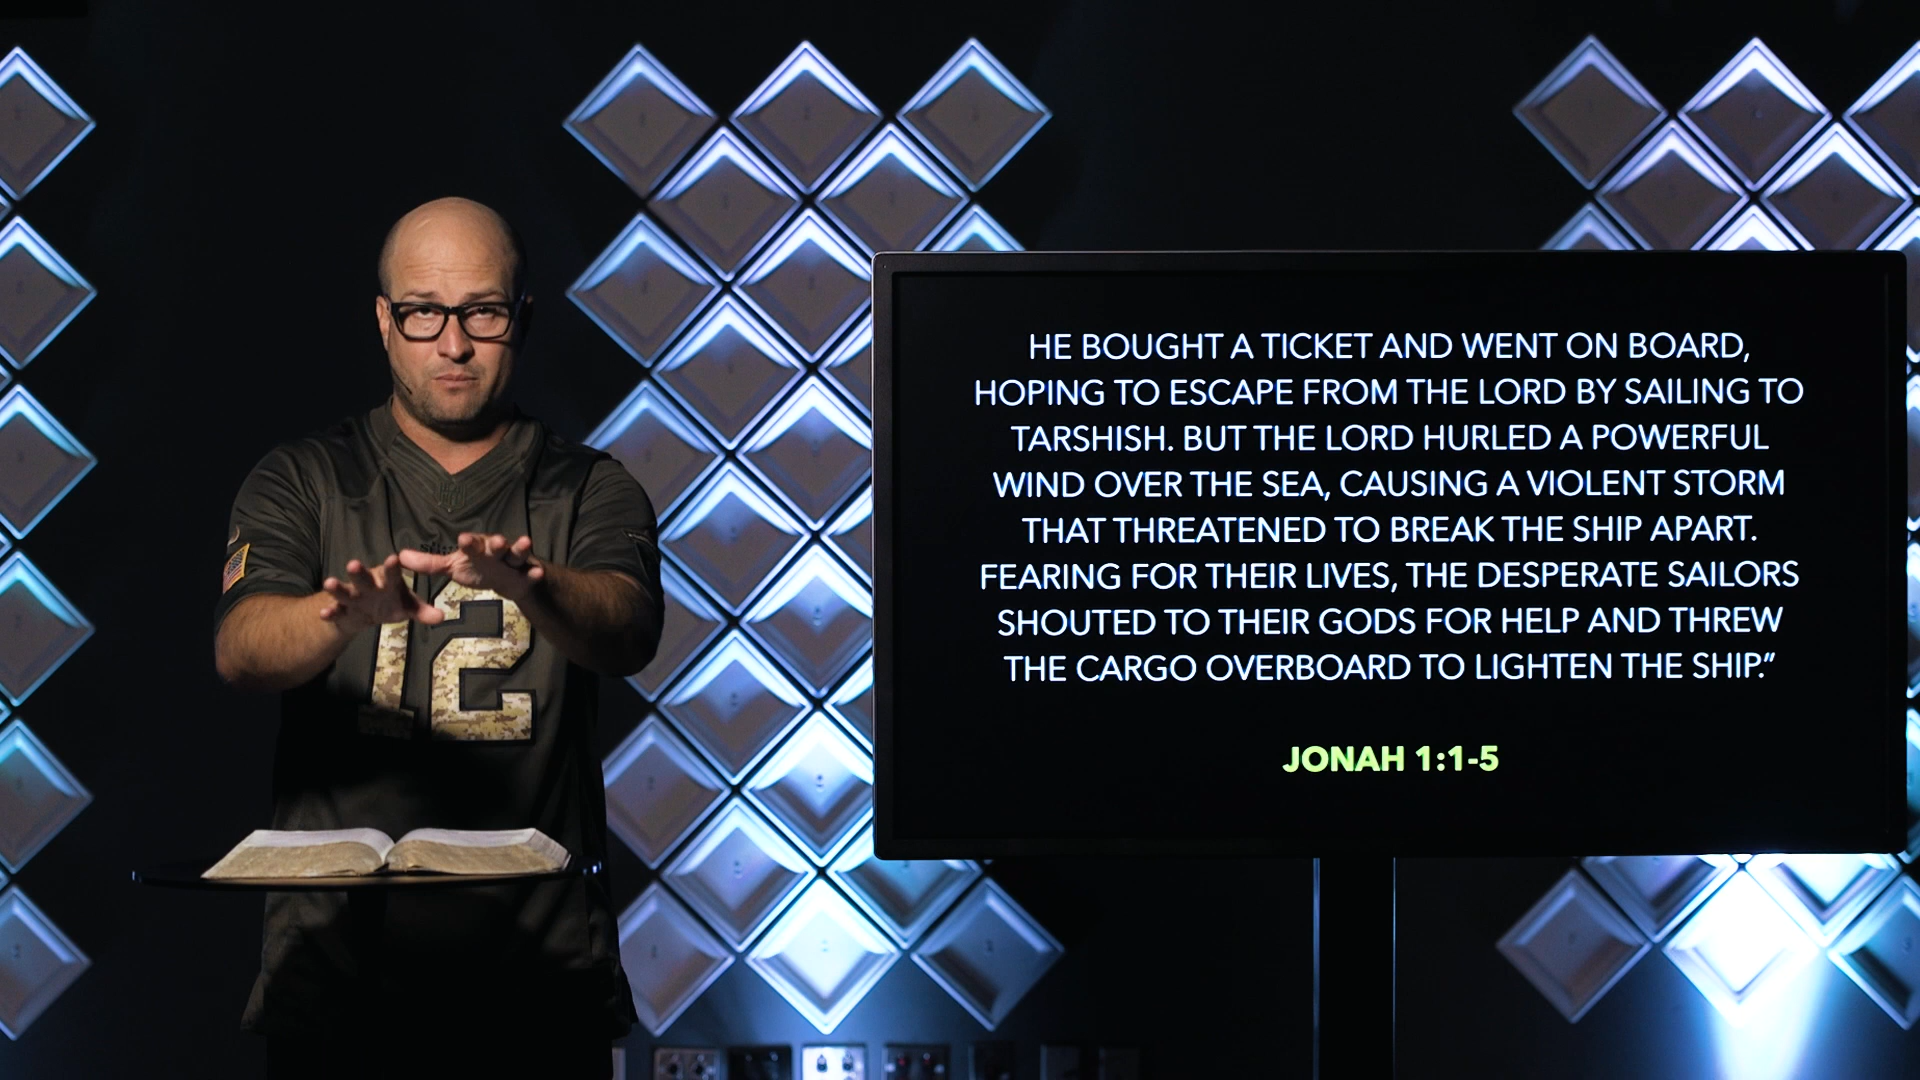 HE BOUGHT A TICKET AND WENT ON BOARD,
HOPING TO ESCAPE FROM THE LORD BY SAILING TO
TARSHISH. BUT THE LORD HURLED A POWERFUL
WIND OVER THE SEA, CAUSING A VIOLENT STORM
THAT THREATENED TO BREAK THE SHIP APART.
FEARING FOR THEIR LIVES, THE DESPERATE SAILORS
SHOUTED TO THEIR GODS FOR HELP AND THREW
THE CARGO OVERBOARD TO LIGHTEN THE SHIP.”
JONAH 1:1-5
12